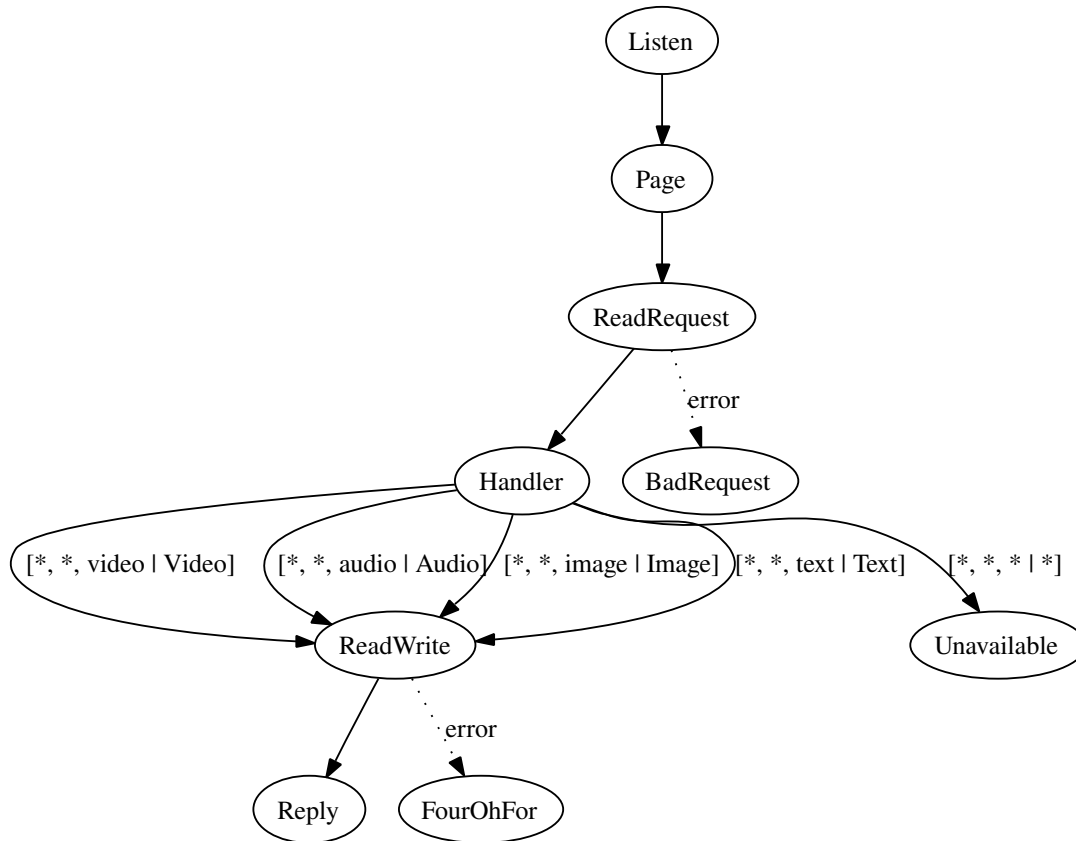 Listen
Page
ReadRequest
error
Handler
BadRequest
[*, *, video | Video]
[*, *, audio | Audio]
[*, *, image | Image]
[*, *, text | Text]
[*, *, * | *]
ReadWrite
Unavailable
error
Reply
FourOhFor